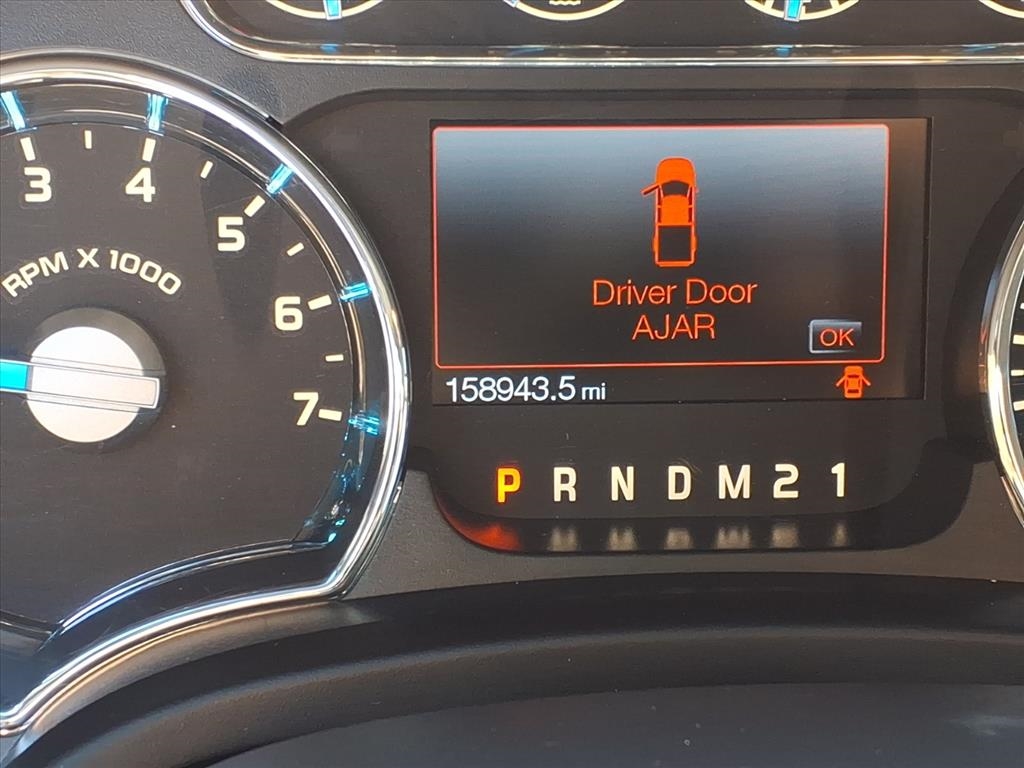 3 4 5 6 7
RPM X 1000
Driver Door
AJAR
OK
158943.5 mi
P R N D M 2 1